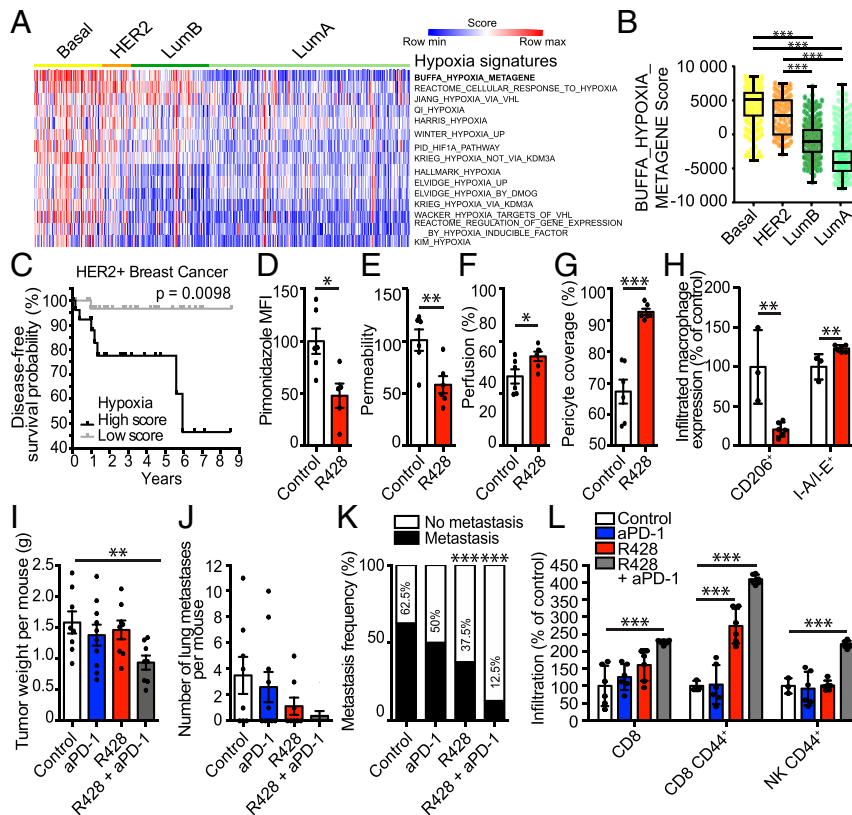 A
Basal
HER2
LumB
LumA
Score
Row min
Row max
Hypoxia signatures
BUFFA_HYPOXIA_METAGENE
REACTOME_CELLULAR_RESPONSE_TO_HYPOXIA
JIANG_HYPOXIA_VIA_VHL
QI_HYPOXIA
HARRIS_HYPOXIA
WINTER_HYPOXIA_UP
PID_HIF1A_PATHWAY
KRIEG_HYPOXIA_NOT_VIA_KDM3A
HALLMARK_HYPOXIA
ELVIDGE_HYPOXIA_UP
ELVIDGE_HYPOXIA_BY_DMOG
KRIEG_HYPOXIA_VIA_KDM3A
WACKER_HYPOXIA_TARGETS_OF_VHL
REACTOME_REGULATION_OF_GENE_EXPRESSION
_BY_HYPOXIA_INDUCIBLE_FACTOR
KIM_HYPOXIA
B
***
***
***
***
BUFFA_HYPOXIA_
METAGENE Score
10 000
5000
0
-5000
-10 000
Basal
HER2
LumB
LumA
C
HER2+ Breast Cancer
p = 0.0098
Disease-free
survival probability (%)
100
90
80
70
60
50
40
Hypoxia
High score
Low score
0 1 2 3 4 5 6 7 8 9
Years
D
*
Pimonidazole MFI
150
100
50
0
Control
R428
E
**
Permeability
150
100
50
0
Control
R428
F
*
Perfusion (%)
80
60
40
20
0
Control
R428
G
***
Pericyte coverage (%)
100
90
80
70
60
50
Control
R428
H
**
**
Infiltrated macrophage
expression (% of control)
200
150
100
50
0
CD206+
I-A/I-E+
I
**
Tumor weight per mouse (g)
2.5
2.0
1.5
1.0
0.5
0.0
Control
aPD-1
R428
R428 + aPD-1
J
Number of lung metastases
per mouse
12
10
8
6
4
2
0
Control
aPD-1
R428
R428 + aPD-1
K
No metastasis
Metastasis
*** ***
Metastasis frequency (%)
100
50
0
62.5%
50%
37.5%
12.5%
Control
aPD-1
R428
R428 + aPD-1
L
Control
aPD-1
R428
R428
+ aPD-1
***
***
***
***
Infiltration (% of control)
450
400
350
300
250
200
150
100
50
0
CD8
CD8 CD44+
NK CD44+